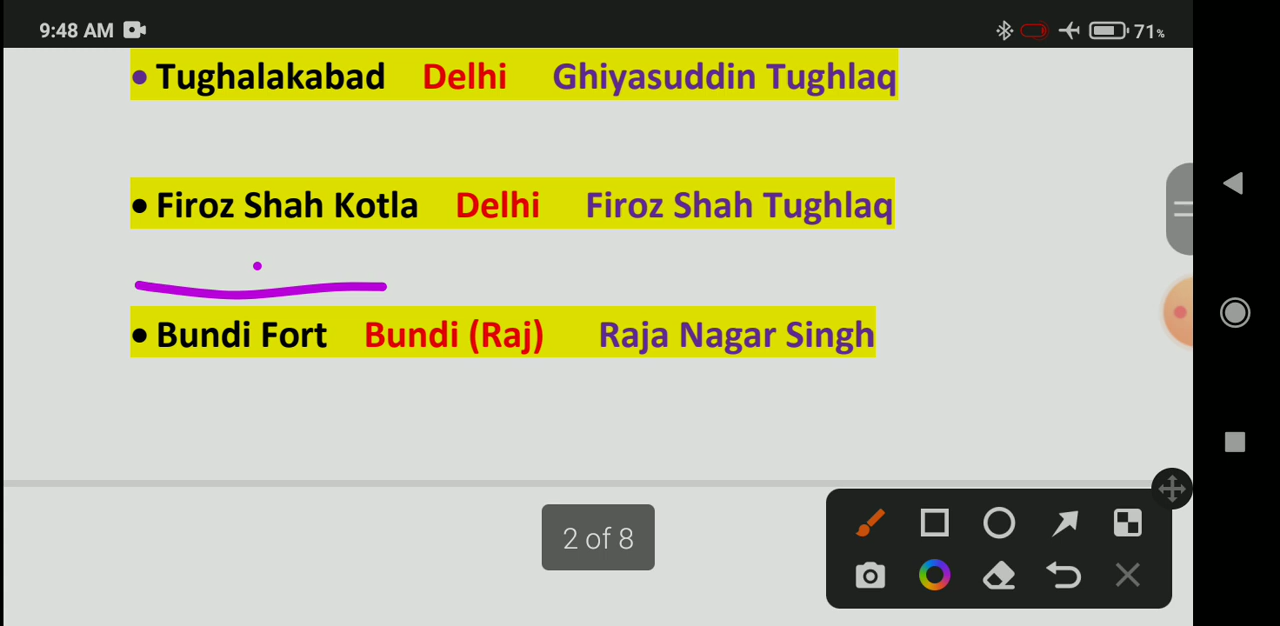 9:48 AM 71%
• Tughalakabad Delhi Ghiyasuddin Tughlaq
• Firoz Shah Kotla Delhi Firoz Shah Tughlaq
• Bundi Fort Bundi (Raj) Raja Nagar Singh
2 of 8